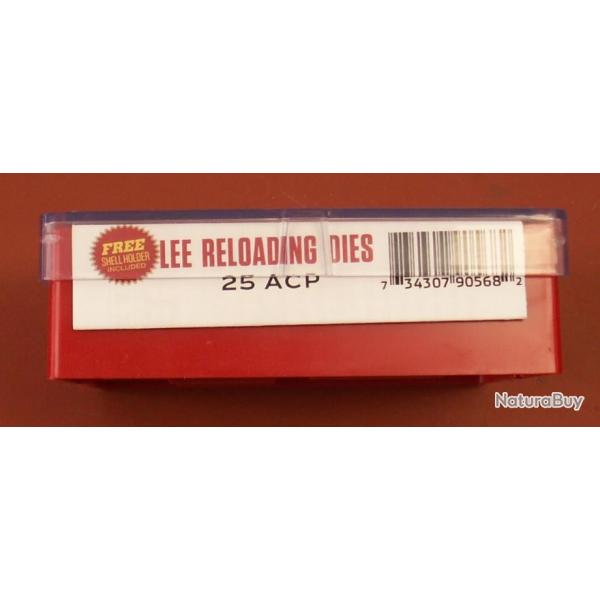 FREE
SHELL HOLDER
INCLUDED
LEE RELOADING DIES
25 ACP
7 34307 90568 2
NaturaBuy